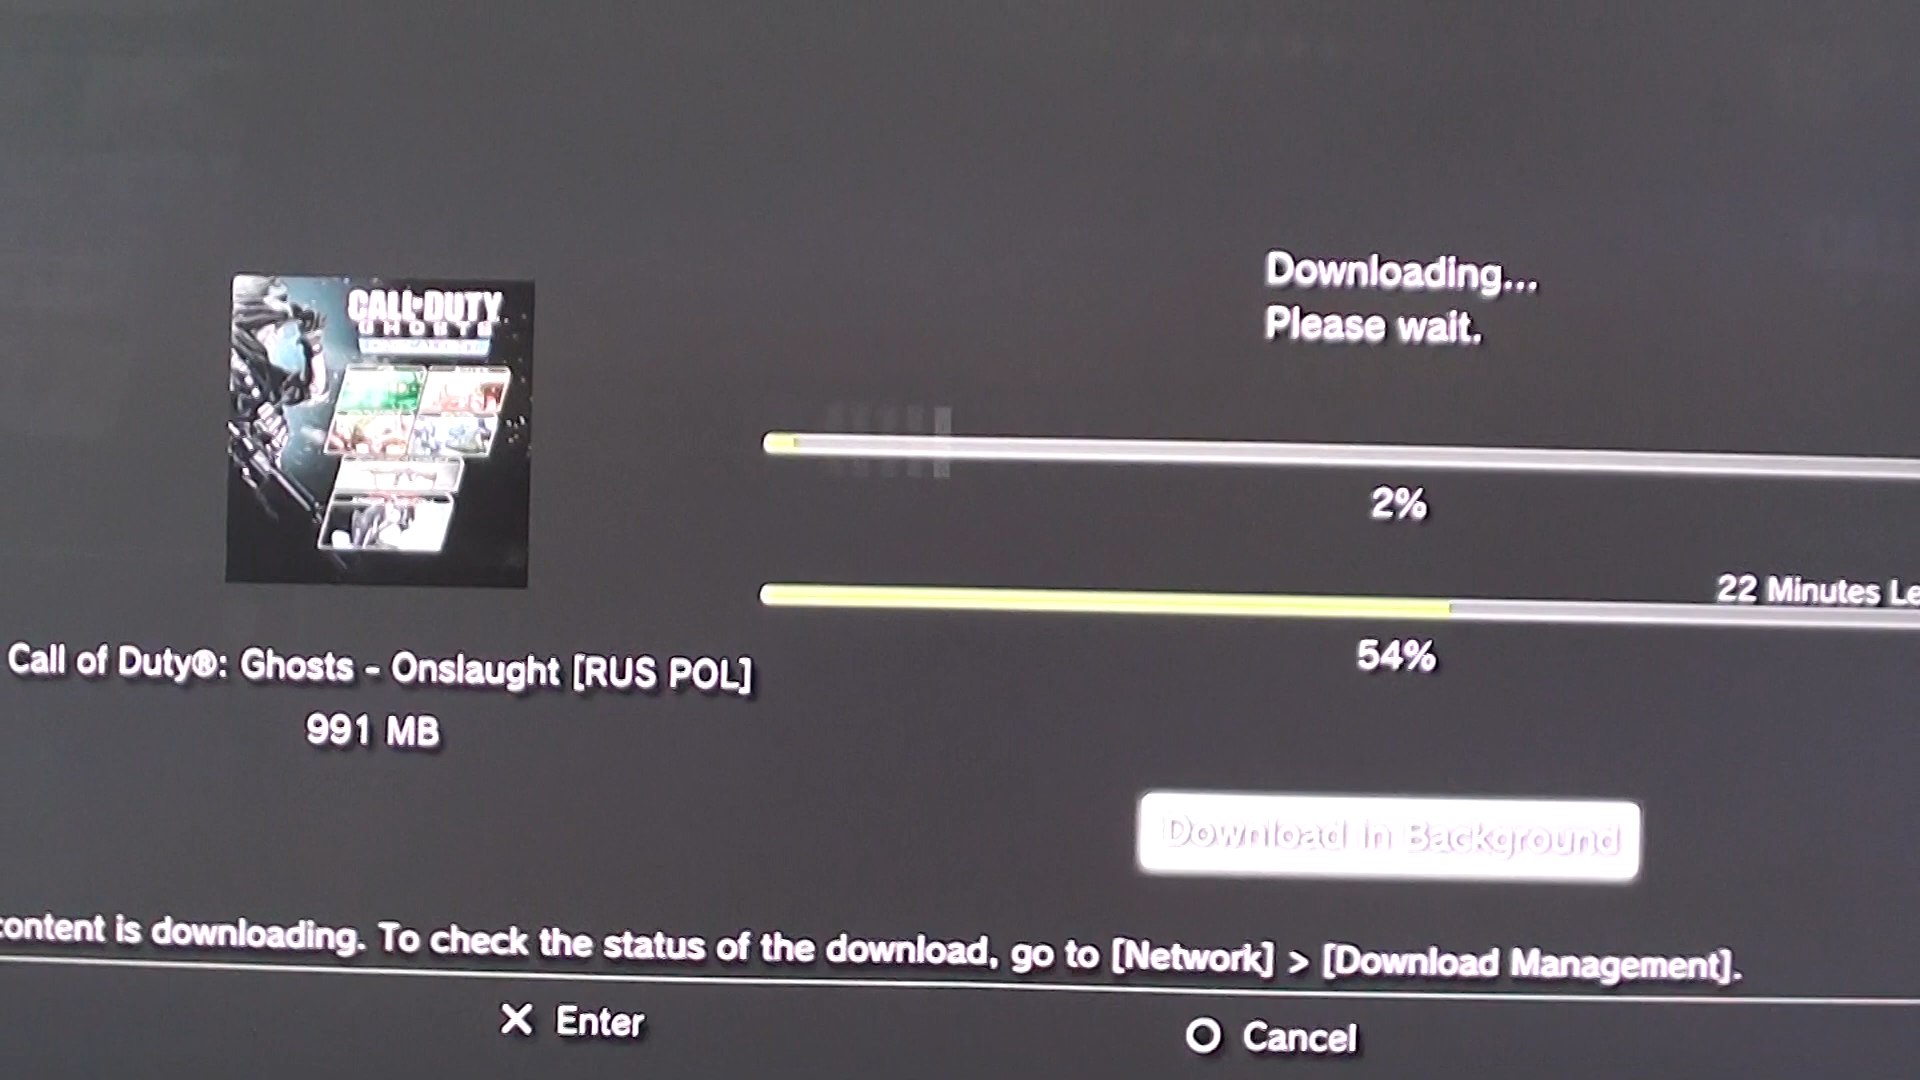 Downloading...
Please wait.
CALL OF DUTY
GHOSTS
2%
22 Minutes Le
54%
Call of Duty®: Ghosts - Onslaught [RUS POL]
991 MB
Download in Background
content is downloading. To check the status of the download, go to [Network] > [Download Management].
Enter
Cancel